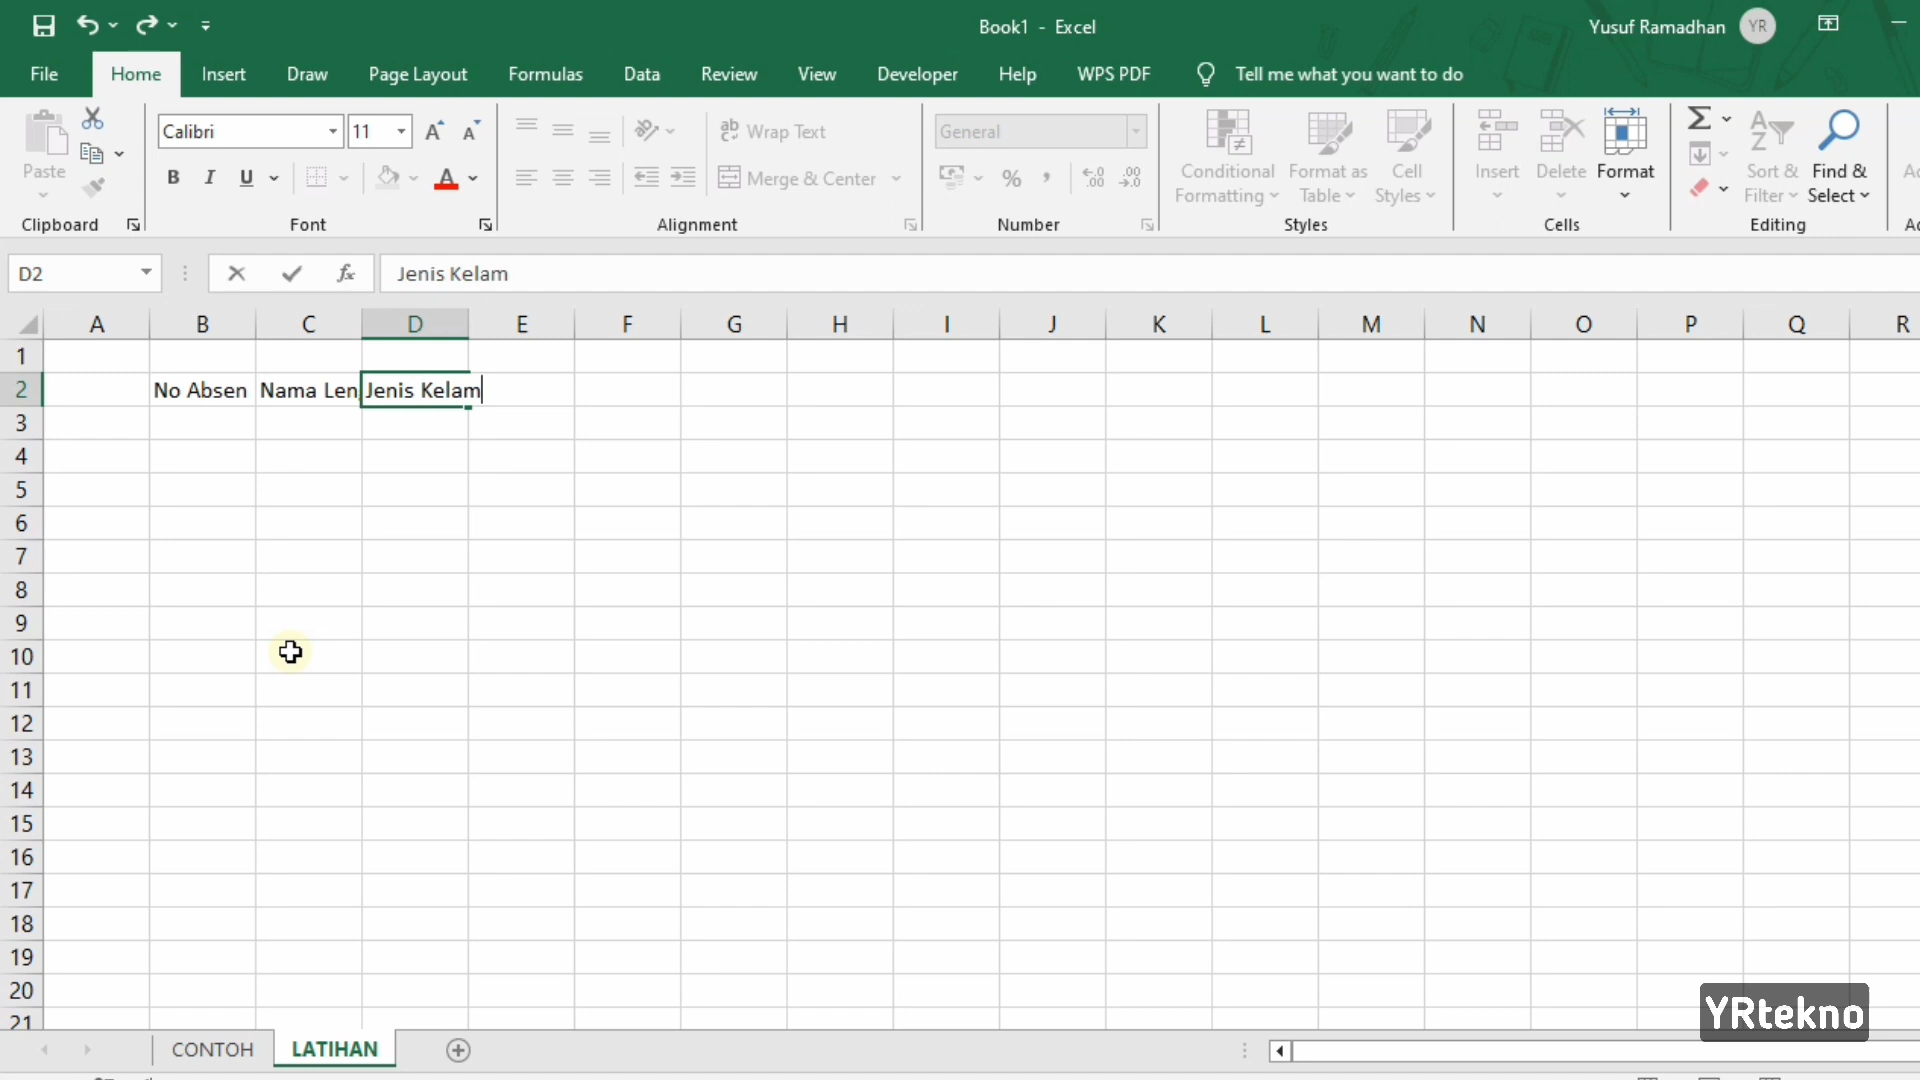 Book1 - Excel
Yusuf Ramadhan YR
File Home Insert Draw Page Layout Formulas Data Review View Developer Help WPS PDF Tell me what you want to do
Calibri 11 A A ab Wrap Text General
Paste B I U A Merge & Center % , Conditional Formatting Format as Table Cell Styles Insert Delete Format Sort & Filter Find & Select
Clipboard Font Alignment Number Styles Cells Editing
D2 fx Jenis Kelam
A B C D E F G H I J K L M N O P Q R
1
2 No Absen Nama Len Jenis Kelam
3
4
5
6
7
8
9
10
11
12
13
14
15
16
17
18
19
20
21
YRtekno
CONTOH LATIHAN